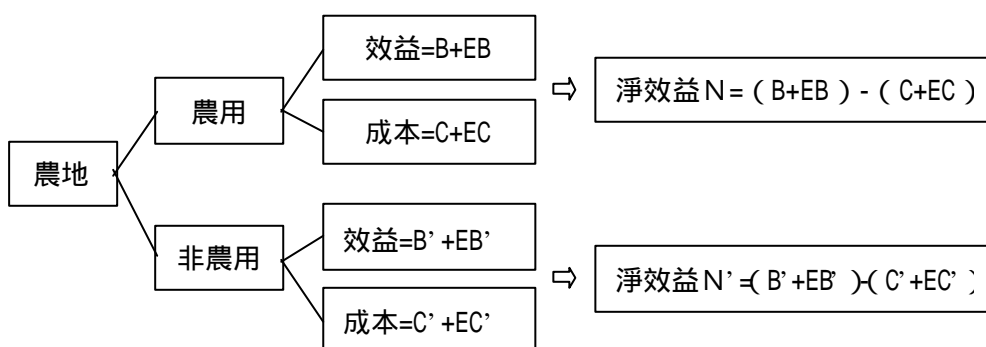 農地
農用
效益=B+EB
成本=C+EC
淨效益N=(B+EB)-(C+EC)
非農用
效益=B’+EB’
成本=C’+EC’
淨效益N’=(B’+EB’)-(C’+EC’)